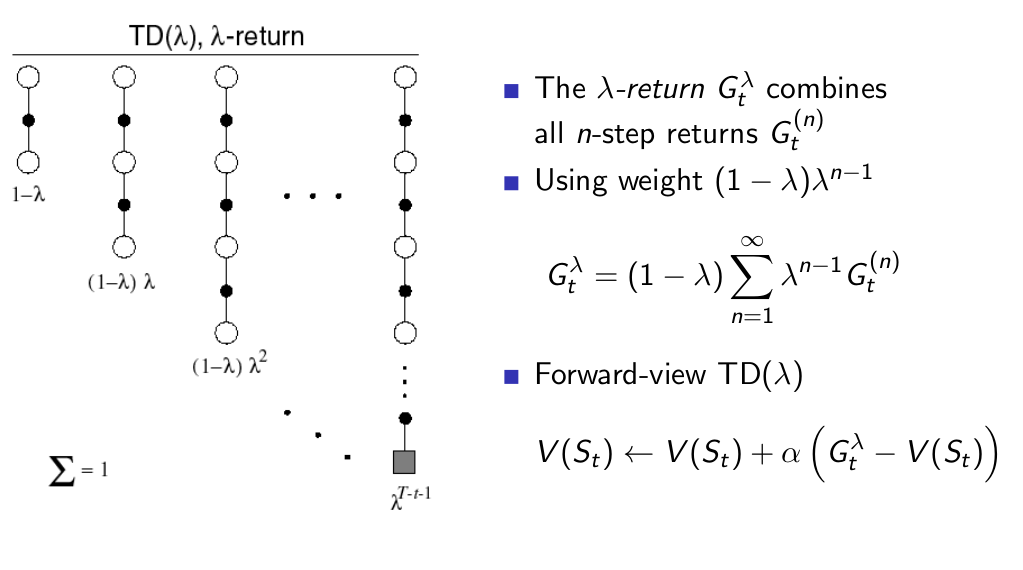 TD(λ), λ-return
1–λ
(1–λ) λ
(1–λ) λ²
∑ = 1
λ^{T-t-1}
The λ-return G_t^λ combines
all n-step returns G_t^{(n)}
Using weight (1 − λ)λ^{n−1}
G_t^λ = (1 − λ) ∑_{n=1}^{∞} λ^{n−1} G_t^{(n)}
Forward-view TD(λ)
V(S_t) ← V(S_t) + α (G_t^λ − V(S_t))